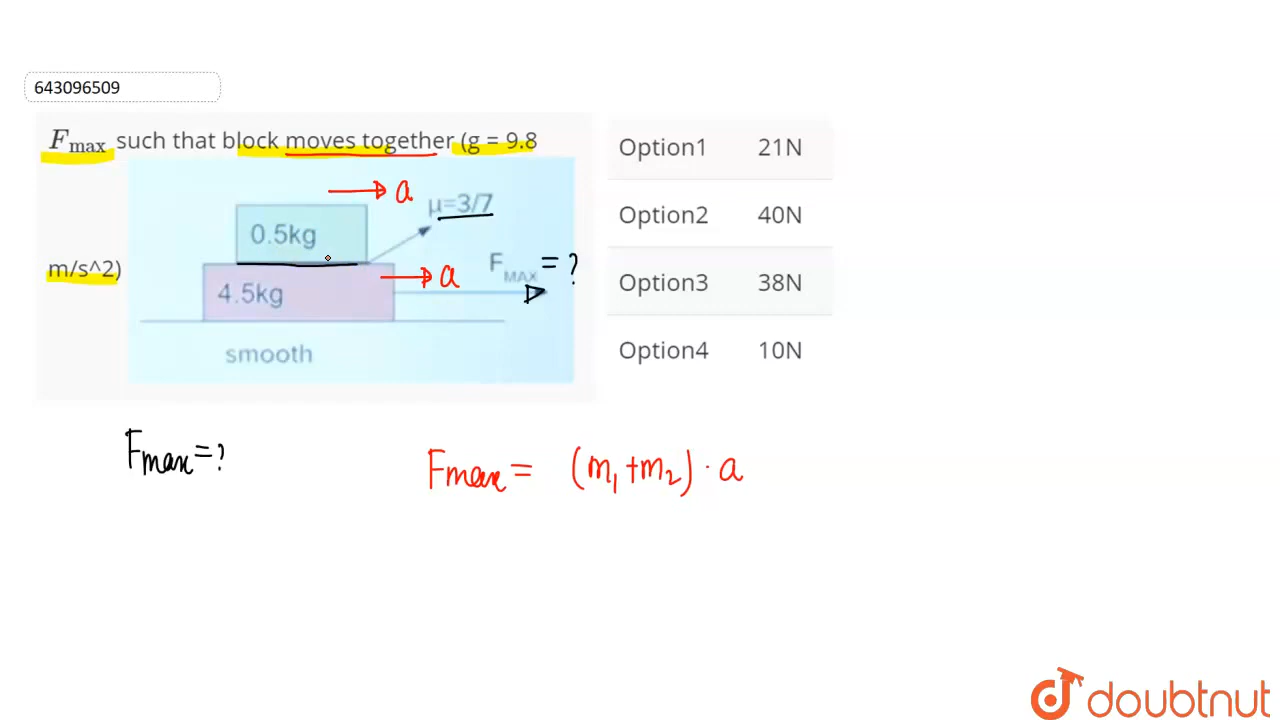 643096509
F_max such that block moves together (g = 9.8
m/s^2)
a
μ=3/7
0.5kg
F_MAX = ?
a
4.5kg
smooth
Option1 21N
Option2 40N
Option3 38N
Option4 10N
Fmax = ?
Fmax = (m₁+m₂)·a
doubtnut